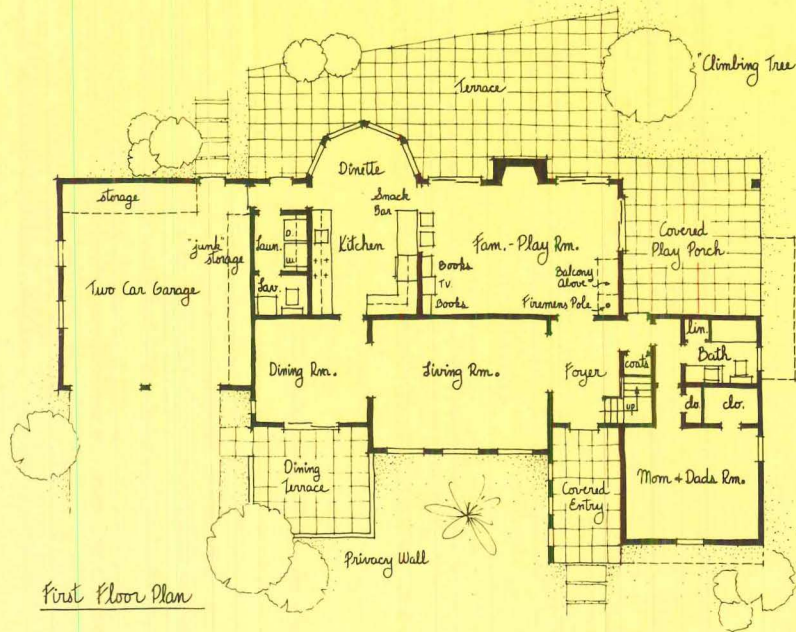 "Climbing Tree
Terrace
Dinette
storage
Snack
Bar
"junk"
storage
Laun.
D
W
Kitchen
Fam.-Play Rm.
Covered
Play Porch
Two Car Garage
Lav.
Books
T.V.
Books
Balcony
Above
Firemens Pole
lin.
Bath
Dining Rm.
Living Rm.
Foyer
coats
up
clo.
clo.
Dining
Terrace
Covered
Entry
Mom + Dads Rm.
Privacy Wall
First Floor Plan